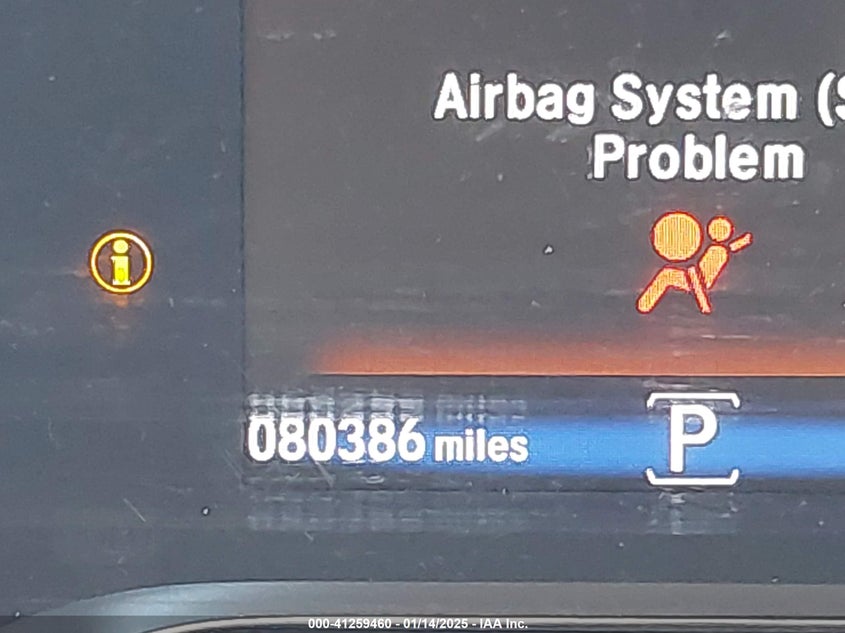 Airbag System (S
Problem
080386 miles
P
000-41259460 - 01/14/2025 - IAA Inc.